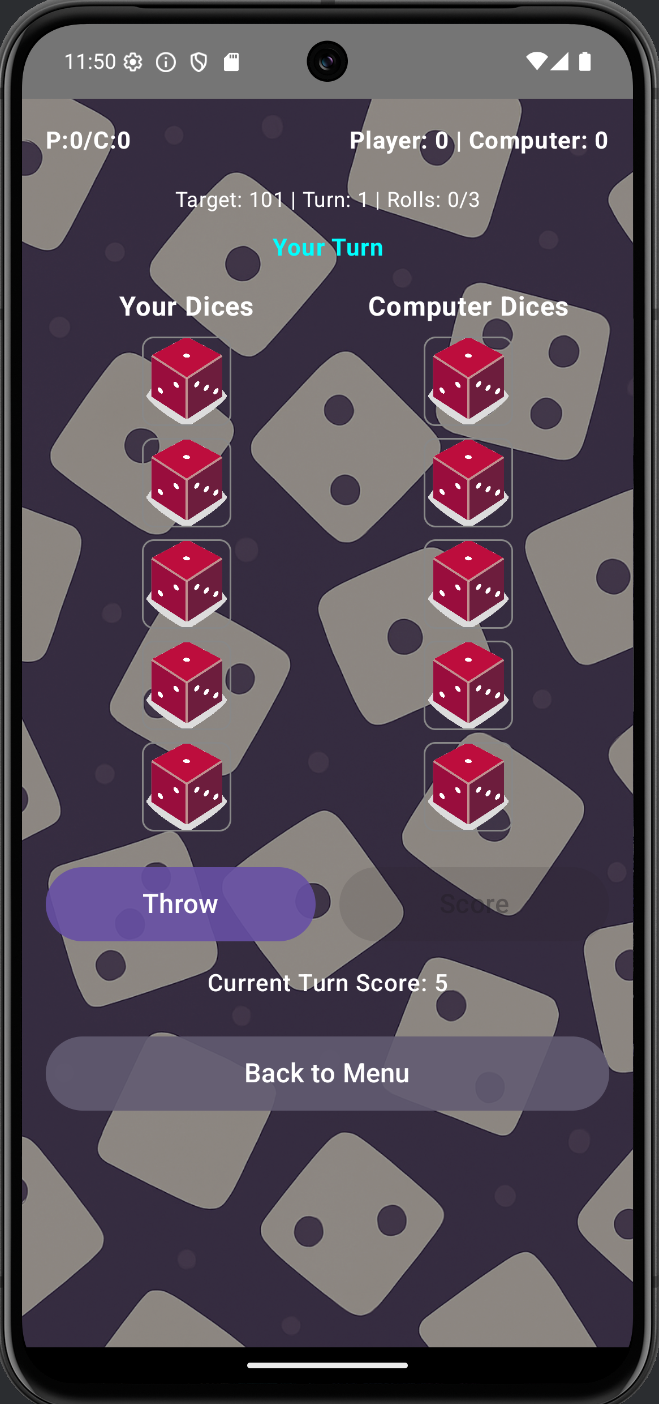 11:50
P:0/C:0
Player: 0 | Computer: 0
Target: 101 | Turn: 1 | Rolls: 0/3
Your Turn
Your Dices
Computer Dices
Throw
Score
Current Turn Score: 5
Back to Menu